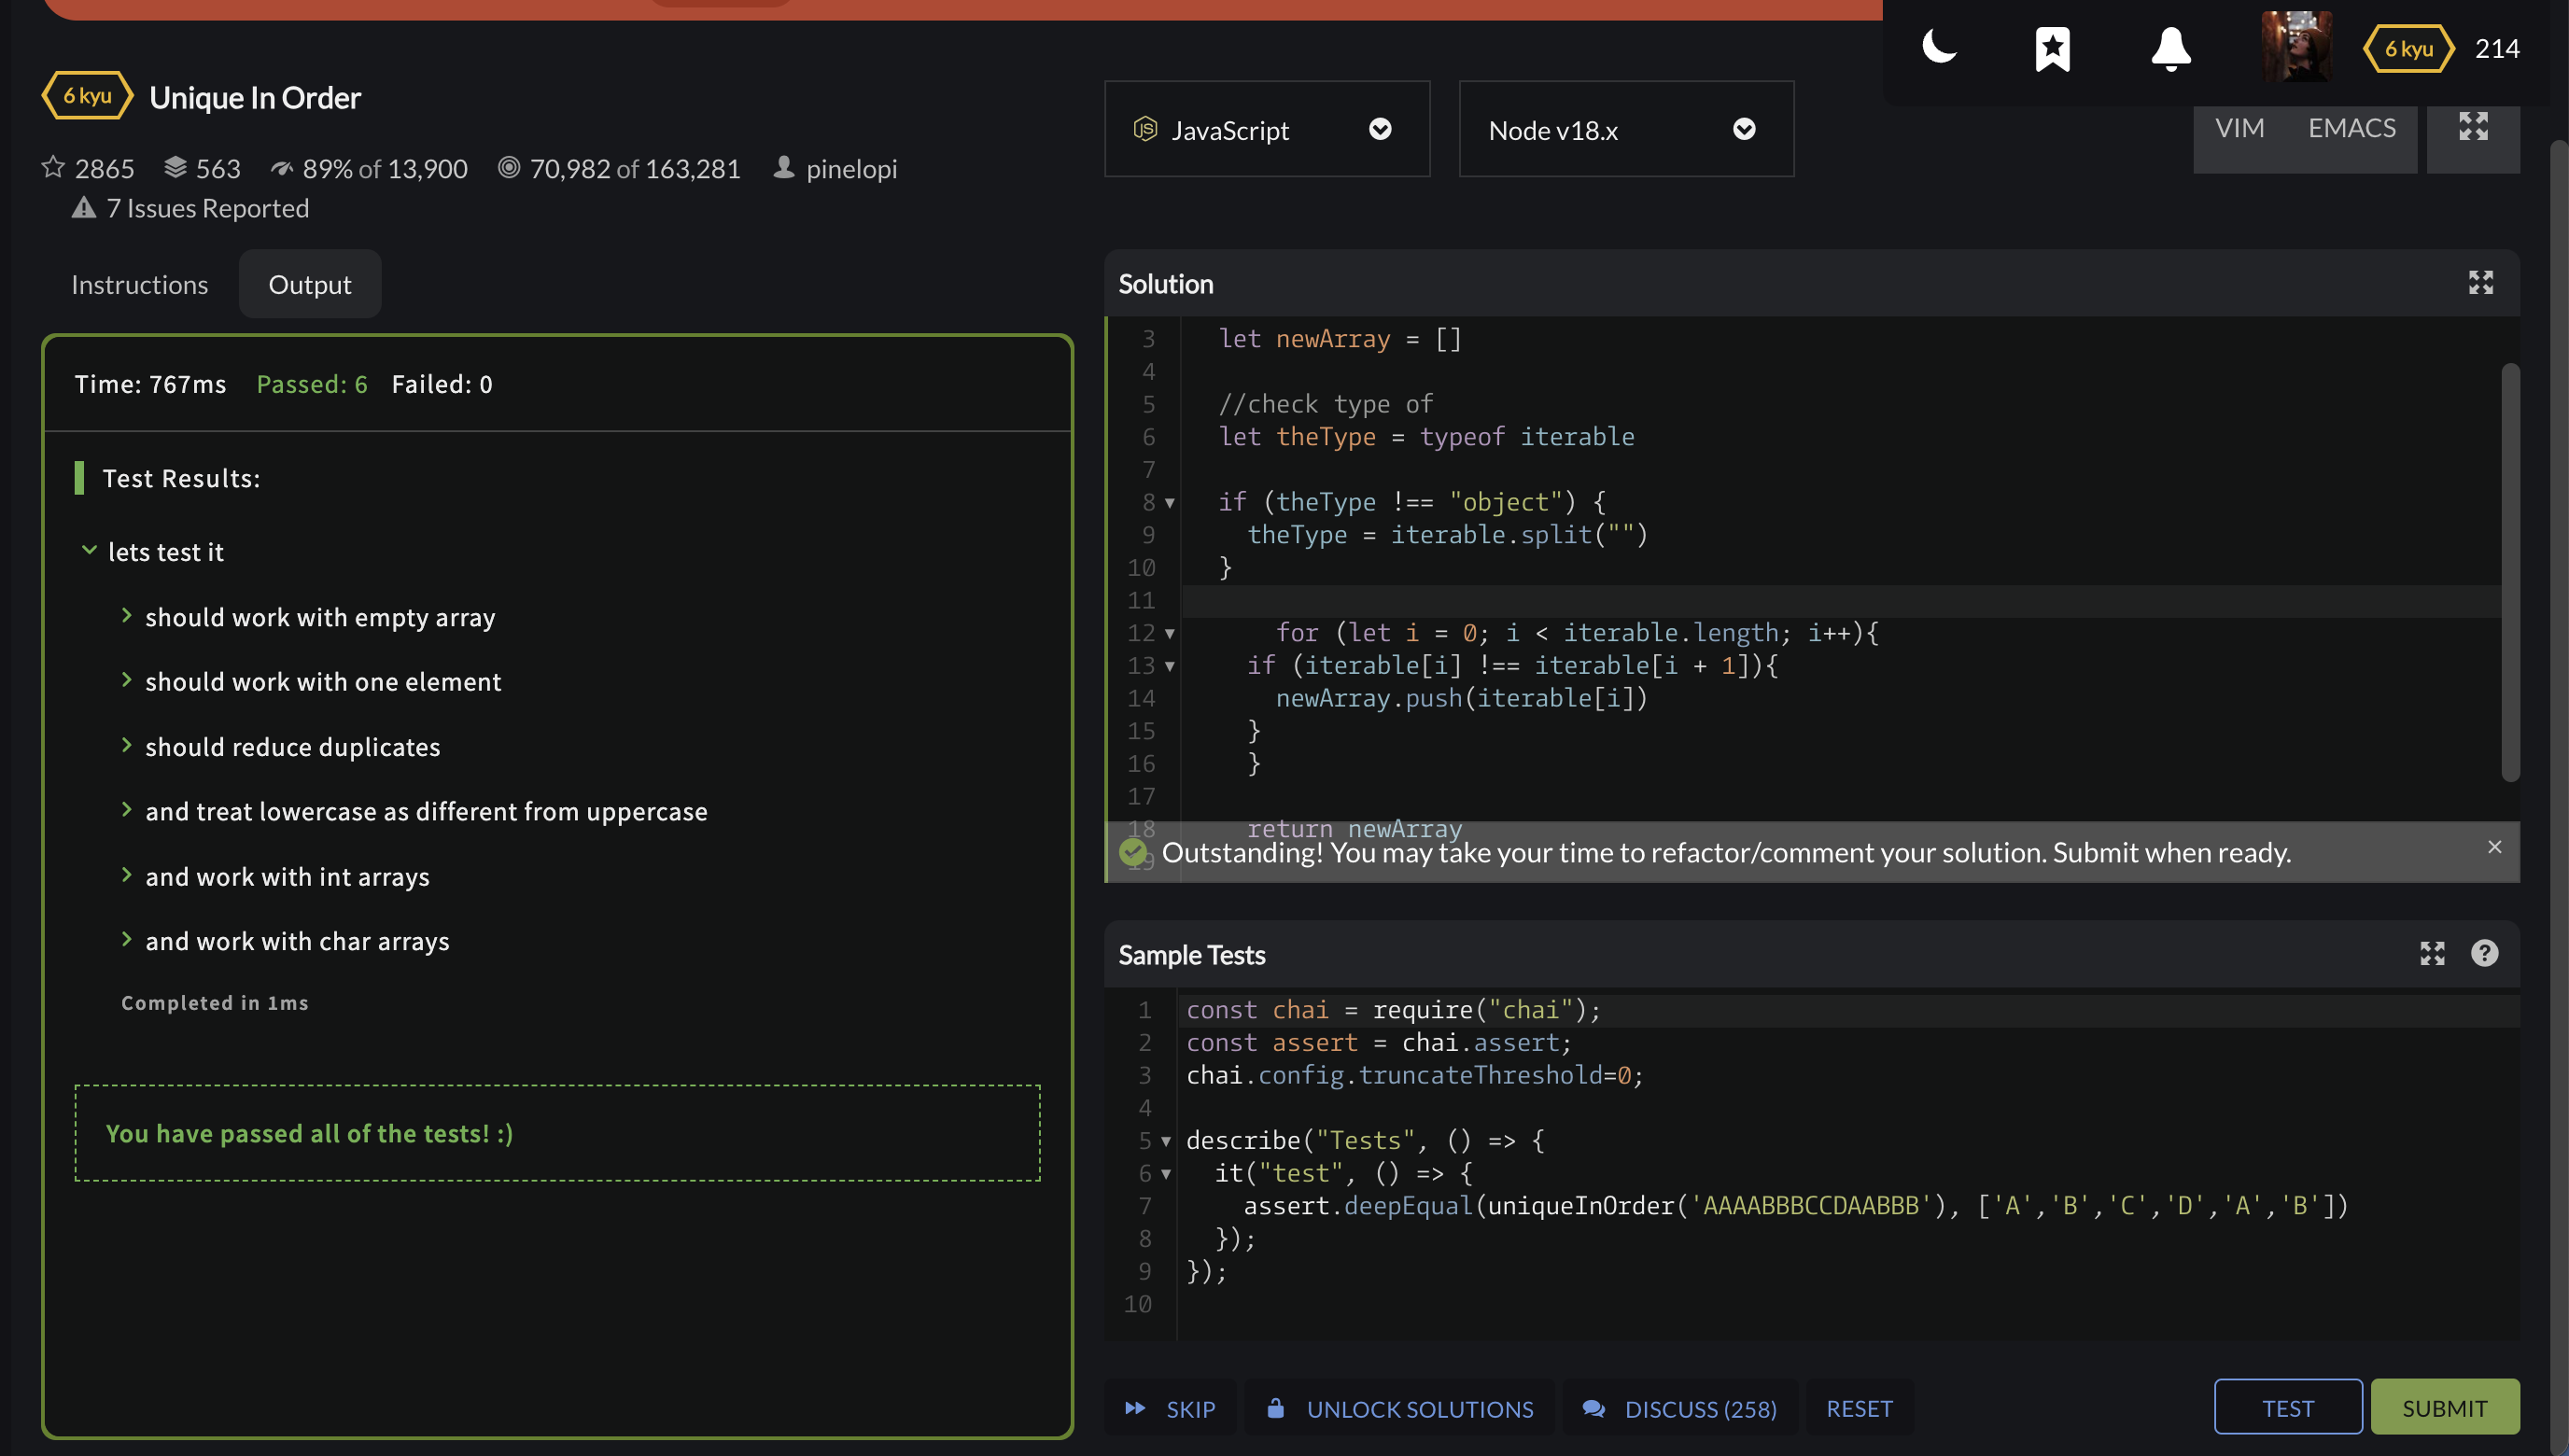 6 kyu
214
6 kyu Unique In Order
2865 563 89% of 13,900 70,982 of 163,281 pinelopi
7 Issues Reported
JS JavaScript
Node v18.x
VIM EMACS
Instructions Output
Time: 767ms Passed: 6 Failed: 0
Test Results:
lets test it
should work with empty array
should work with one element
should reduce duplicates
and treat lowercase as different from uppercase
and work with int arrays
and work with char arrays
Completed in 1ms
You have passed all of the tests! :)
Solution
3 let newArray = []
4
5 //check type of
6 let theType = typeof iterable
7
8 if (theType !== "object") {
9 theType = iterable.split("")
10 }
11
12 for (let i = 0; i < iterable.length; i++){
13 if (iterable[i] !== iterable[i + 1]){
14 newArray.push(iterable[i])
15 }
16 }
17
18 return newArray
19
Outstanding! You may take your time to refactor/comment your solution. Submit when ready.
Sample Tests
1 const chai = require("chai");
2 const assert = chai.assert;
3 chai.config.truncateThreshold=0;
4
5 describe("Tests", () => {
6 it("test", () => {
7 assert.deepEqual(uniqueInOrder('AAAABBBCCDAABBB'), ['A','B','C','D','A','B'])
8 });
9 });
10
SKIP UNLOCK SOLUTIONS DISCUSS (258) RESET TEST SUBMIT